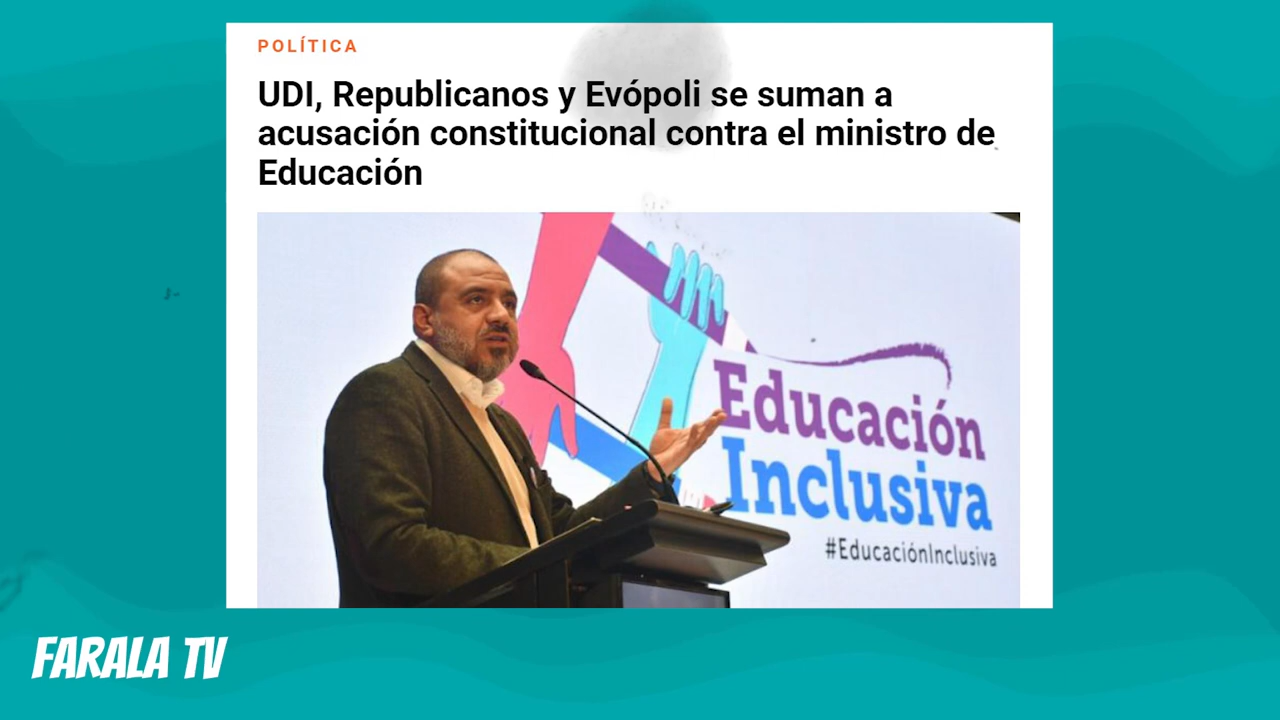 POLÍTICA
UDI, Republicanos y Evópoli se suman a
acusación constitucional contra el ministro de
Educación
Educación
Inclusiva
#EducaciónInclusiva
FARALA TV